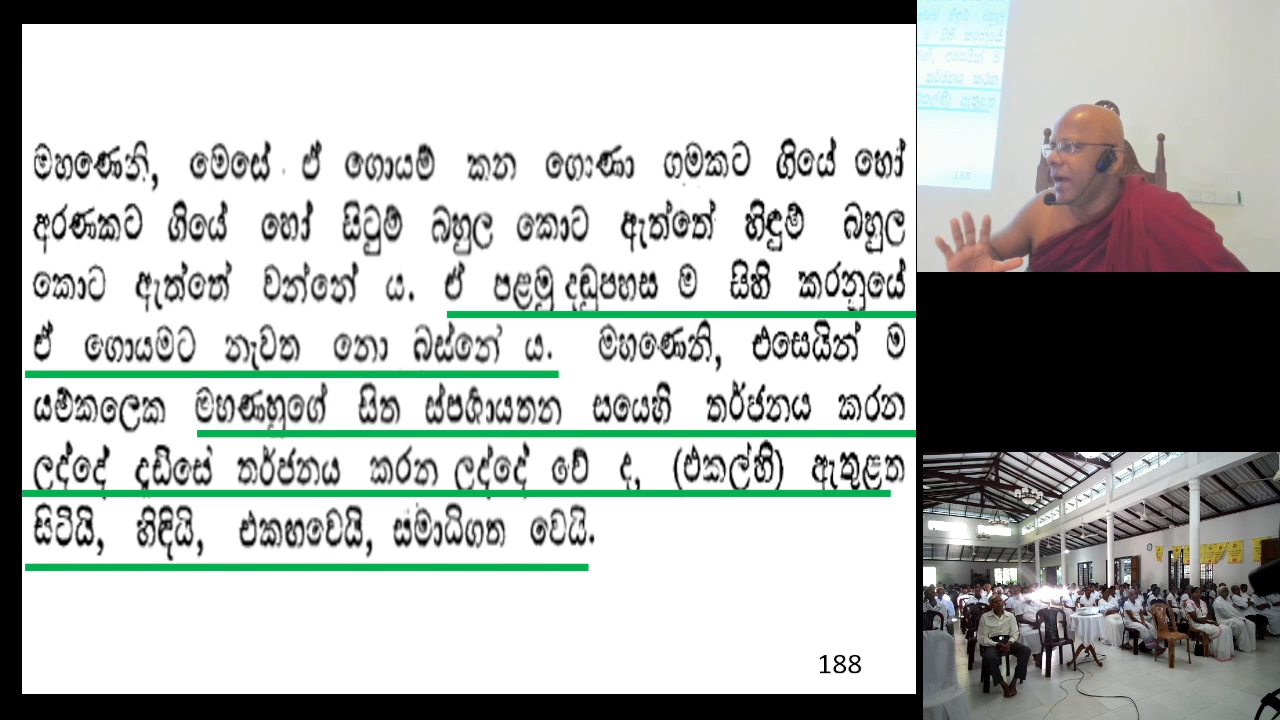 මහණෙනි, මෙසේ ඒ ගොයම් කන ගොණා ගමකට ගියේ හෝ
අරණකට ගියේ හෝ සිටුම් බහුල කොට ඇත්තේ හිඳුම් බහුල
කොට ඇත්තේ වන්නේ ය. ඒ පළමු දඬුපහස ම සිහි කරනුයේ
ඒ ගොයමට නැවත නො බස්නේ ය. මහණෙනි, එසෙයින් ම
යම්කලෙක මහණහුගේ සිත ස්පර්‍ශායතන සයෙහි තර්ජනය කරන
ලද්දේ දැඩිසේ තර්ජනය කරන ලද්දේ වේ ද, (එකල්හි) ඇතුළත
සිටියි, හිඳියි, එකඟවෙයි, සමාධිගත වෙයි.
188